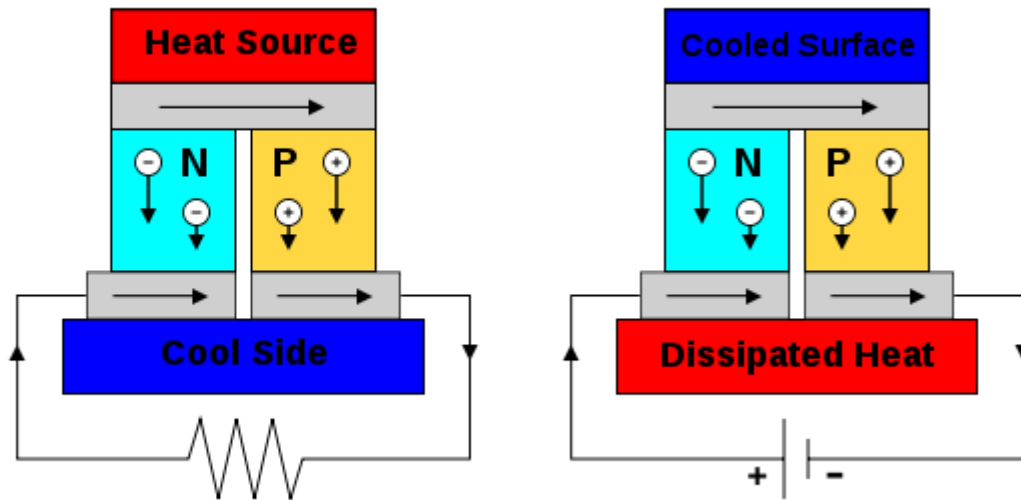 Heat Source
N
P
− − + +
Cool Side
Cooled Surface
N
P
− − + +
Dissipated Heat
+ −